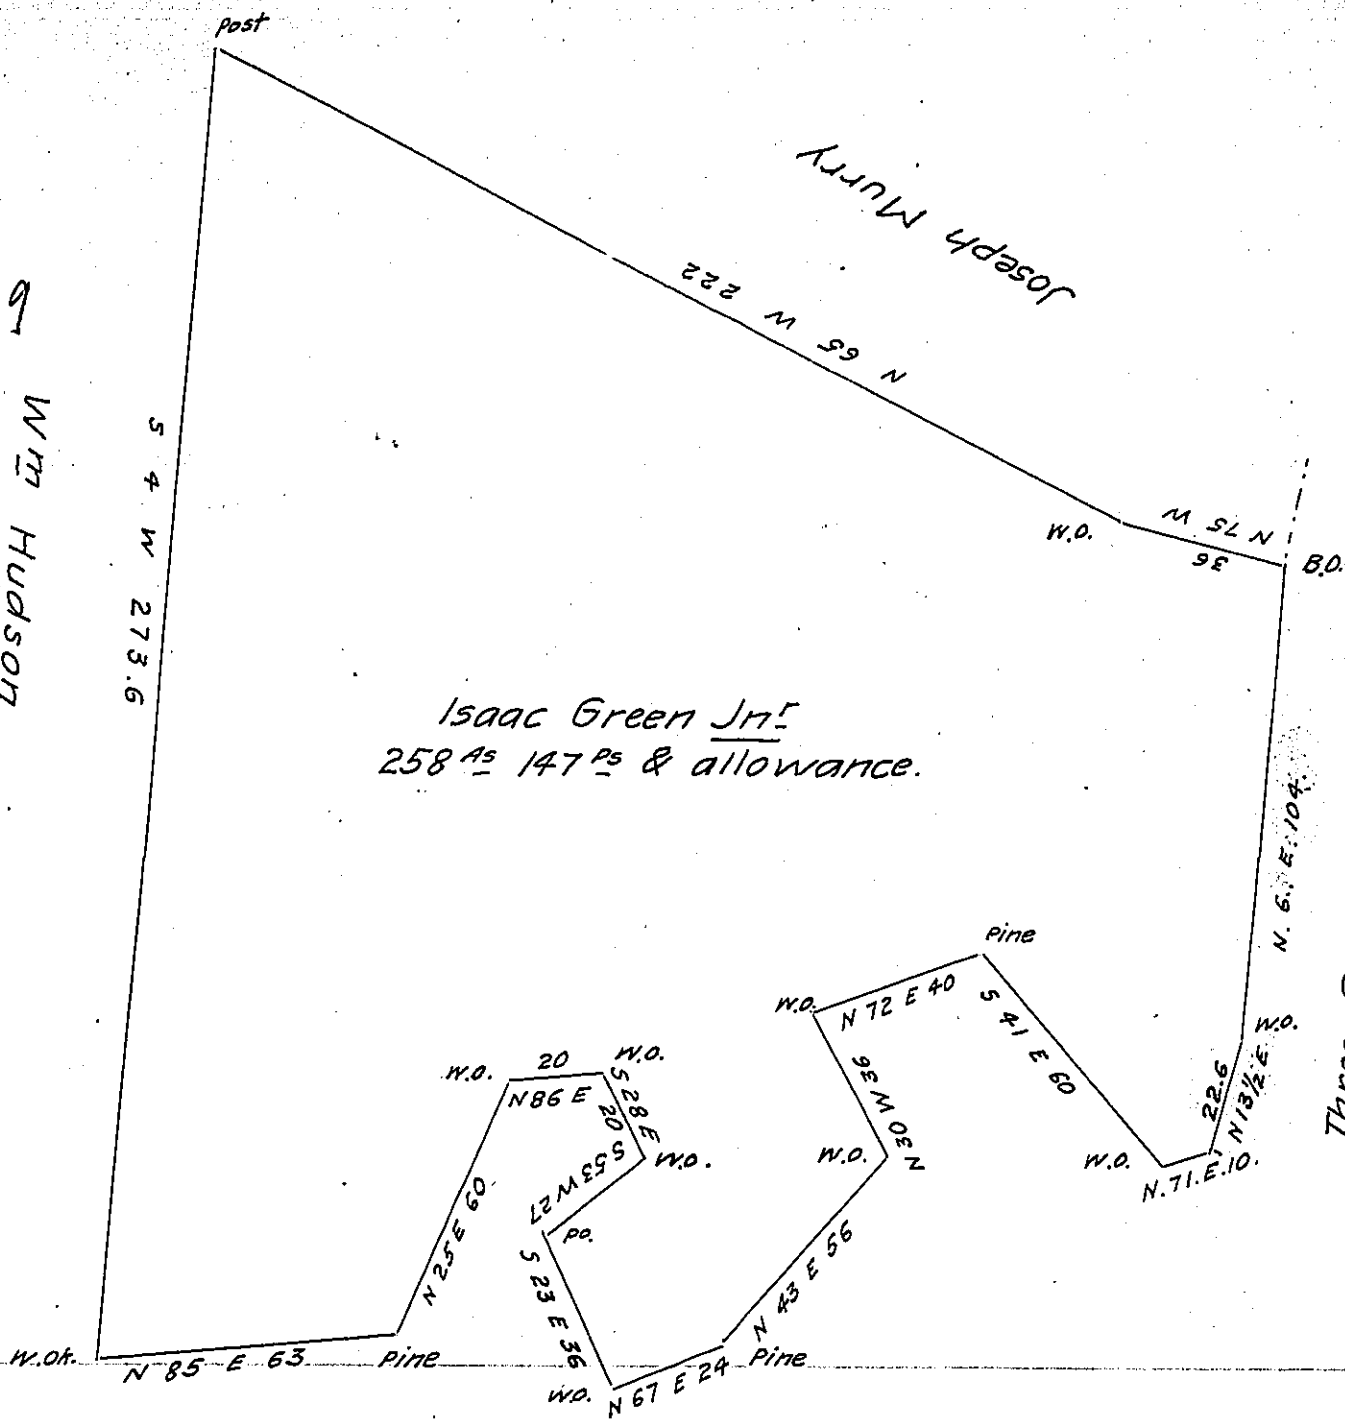 Post
Joseph Murry
N 65 W 222
N 75 W
36
W.O.
B.O.
Wm Hudson
S 4 W 273.6
Isaac Green Jnr
258 As 147 Ps & allowance.
N. 6. E. 104.
Pine
W.O.
N 72 E 40
S 41 E 60
W.O.
22.6
N 13½ E
W.O.
N. 71. E. 10.
N 30 W 36
W.O.
W.O.
20
N 86 E
W.O.
S 28 E
20
W.O.
S 53 W 27
Po.
N 25 E 60
S 23 E 36
N 43 E 56
W.Ok.
N 85 E 63
Pine
W.O.
N 67 E 24
Pine